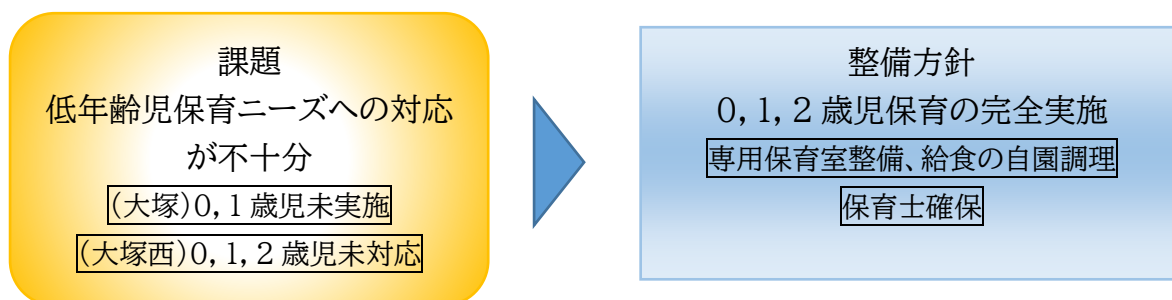 課題
低年齢児保育ニーズへの対応
が不十分
(大塚)0,1歳児未実施
(大塚西)0,1,2歳児未対応
整備方針
0,1,2歳児保育の完全実施
専用保育室整備、給食の自園調理
保育士確保